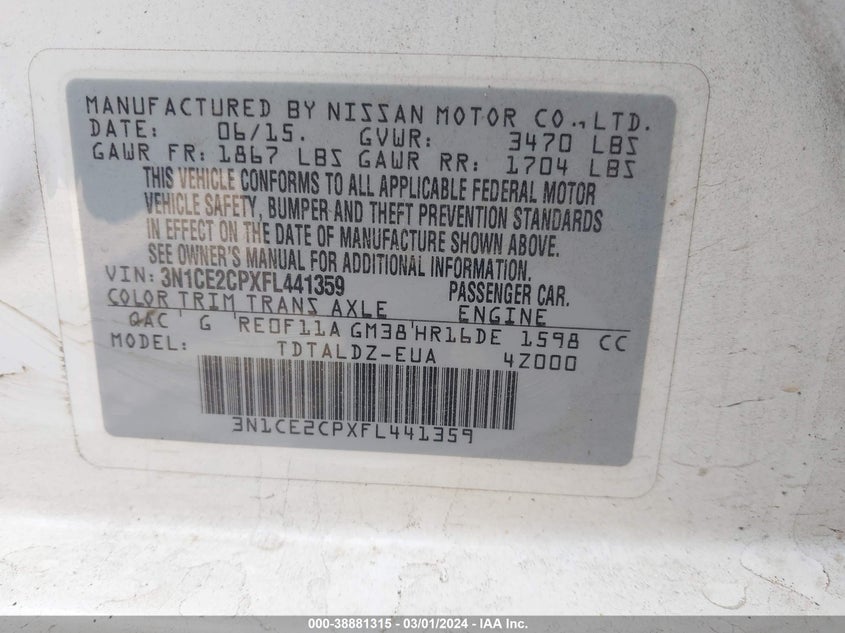 MANUFACTURED BY NISSAN MOTOR CO.,LTD.
DATE: 06/15. GVWR: 3470 LBS
GAWR FR: 1867 LBS GAWR RR: 1704 LBS
THIS VEHICLE CONFORMS TO ALL APPLICABLE FEDERAL MOTOR
VEHICLE SAFETY, BUMPER AND THEFT PREVENTION STANDARDS
IN EFFECT ON THE DATE OF MANUFACTURE SHOWN ABOVE.
SEE OWNER'S MANUAL FOR ADDITIONAL INFORMATION.
VIN: 3N1CE2CPXFL441359 PASSENGER CAR.
COLOR TRIM TRANS AXLE ENGINE
QAC G RE0F11A GM38 HR16DE 1598 CC
MODEL: TDTALDZ-EUA 4Z000
3N1CE2CPXFL441359
000-38881315 - 03/01/2024 - IAA Inc.